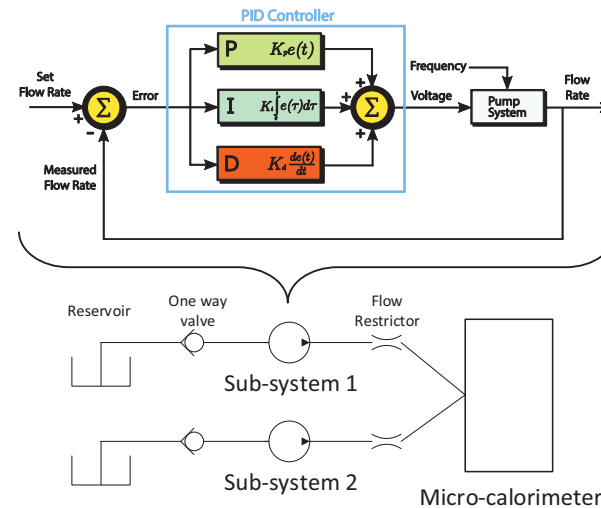 PID Controller
P K𝑝e(t)
Set
Flow Rate
+
-
Σ
Error
I K𝑖∫e(τ)dτ
+
+
+
Σ
Voltage
Frequency
Pump
System
Flow
Rate
D K𝑑 de(t)/dt
Measured
Flow Rate
Reservoir
One way
valve
Flow
Restrictor
Sub-system 1
Sub-system 2
Micro-calorimeter